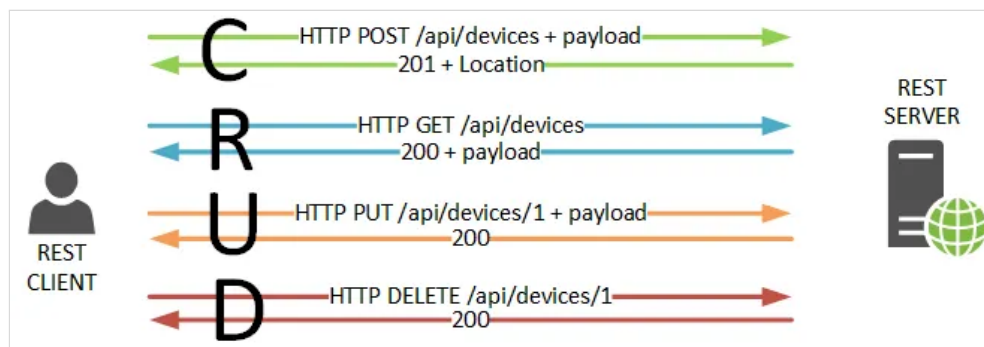 C
HTTP POST /api/devices + payload
201 + Location
R
HTTP GET /api/devices
200 + payload
U
HTTP PUT /api/devices/1 + payload
200
D
HTTP DELETE /api/devices/1
200
REST
CLIENT
REST
SERVER